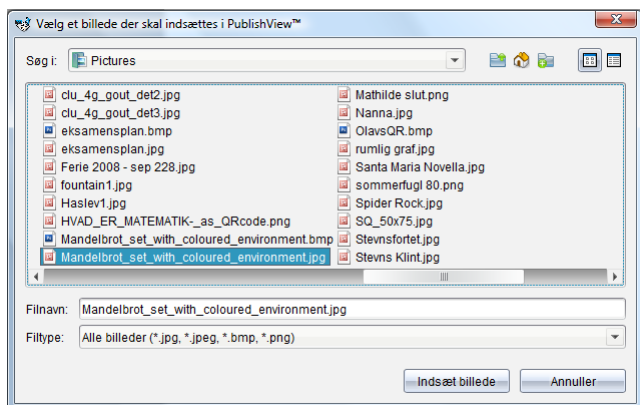 Vælg et billede der skal indsættes i PublishView™
Søg i: Pictures
clu_4g_gout_det2.jpg
clu_4g_gout_det3.jpg
eksamensplan.bmp
eksamensplan.jpg
Ferie 2008 - sep 228.jpg
fountain1.jpg
Haslev1.jpg
HVAD_ER_MATEMATIK-_as_QRcode.png
Mandelbrot_set_with_coloured_environment.bmp
Mandelbrot_set_with_coloured_environment.jpg
Mathilde slut.png
Nanna.jpg
OlavsQR.bmp
rumlig graf.jpg
Santa Maria Novella.jpg
sommerfugl 80.png
Spider Rock.jpg
SQ_50x75.jpg
Stevnsfortet.jpg
Stevns Klint.jpg
Filnavn: Mandelbrot_set_with_coloured_environment.jpg
Filtype: Alle billeder (*.jpg, *.jpeg, *.bmp, *.png)
Indsæt billede Annuller